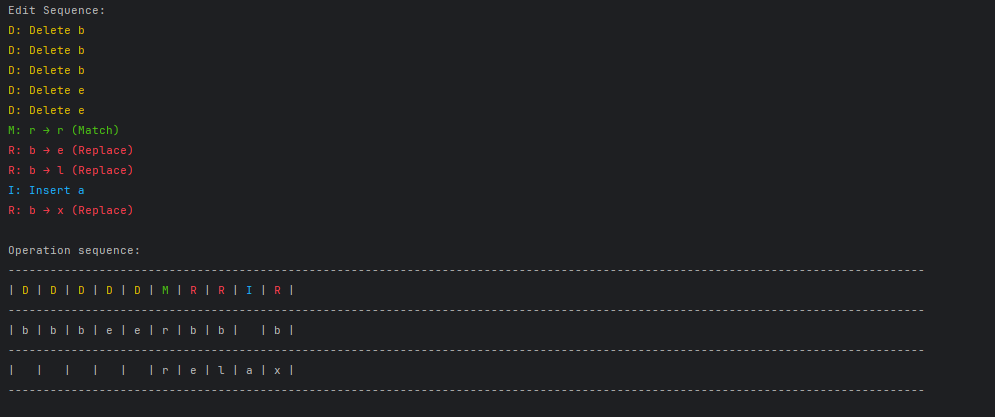 Edit Sequence:
D: Delete b
D: Delete b
D: Delete b
D: Delete e
D: Delete e
M: r → r (Match)
R: b → e (Replace)
R: b → l (Replace)
I: Insert a
R: b → x (Replace)
Operation sequence:
-----------------------------------------------------------------------------------------------------------------------------------
| D | D | D | D | D | M | R | R | I | R |
-----------------------------------------------------------------------------------------------------------------------------------
| b | b | b | e | e | r | b | b |   | b |
-----------------------------------------------------------------------------------------------------------------------------------
|   |   |   |   |   | r | e | l | a | x |
-----------------------------------------------------------------------------------------------------------------------------------